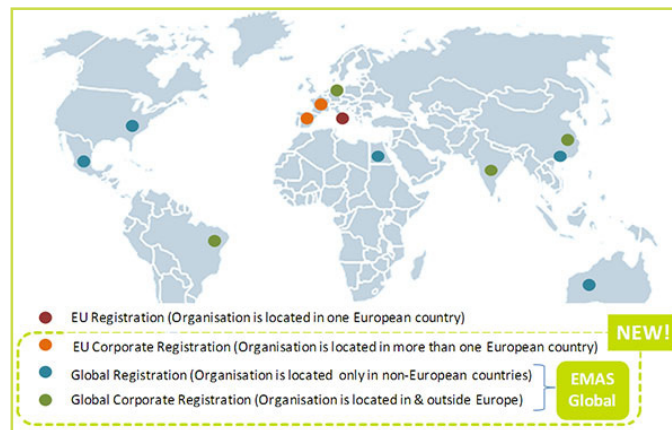 EU Registration (Organisation is located in one European country)
NEW!
EU Corporate Registration (Organisation is located in more than one European country)
Global Registration (Organisation is located only in non-European countries)
Global Corporate Registration (Organisation is located in & outside Europe)
EMAS
Global